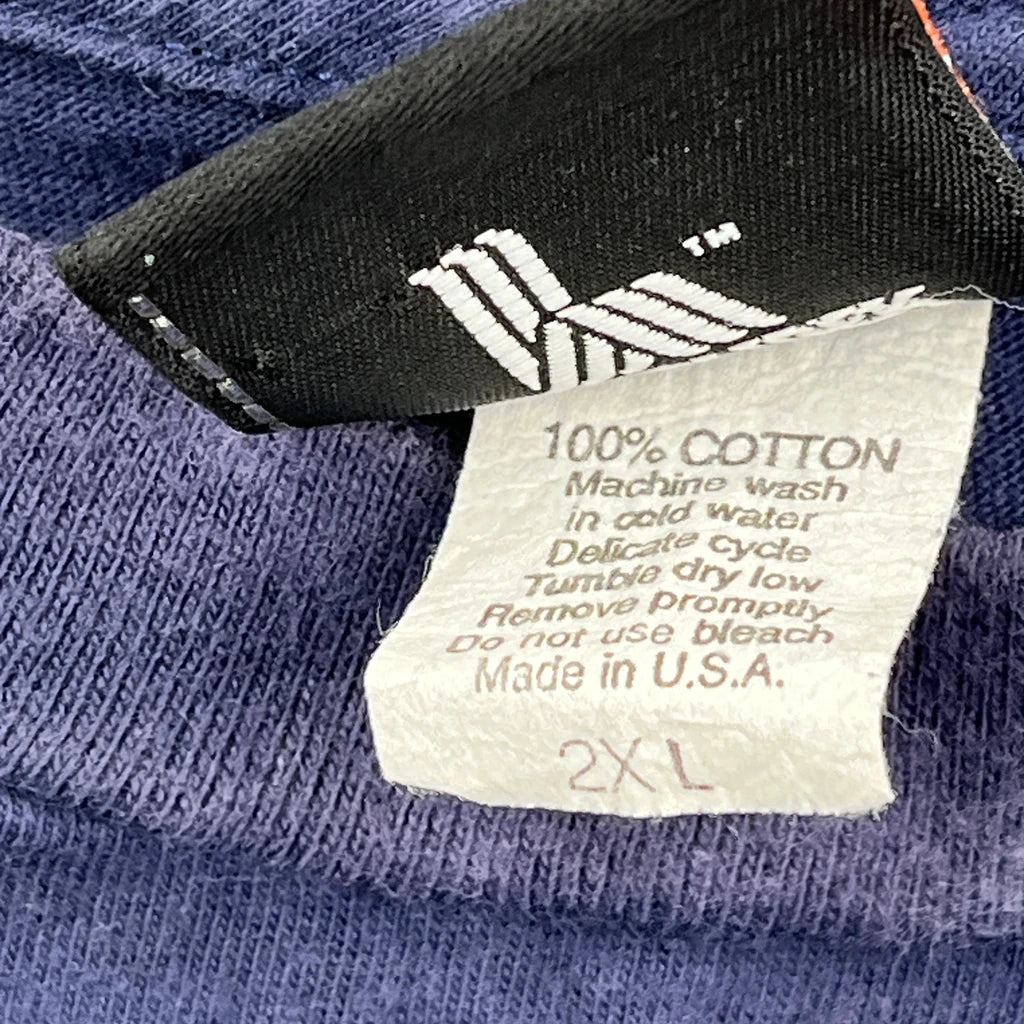 TM
100% COTTON
Machine wash
in cold water
Delicate cycle
Tumble dry low
Remove promptly
Do not use bleach
Made in U.S.A.
2XL